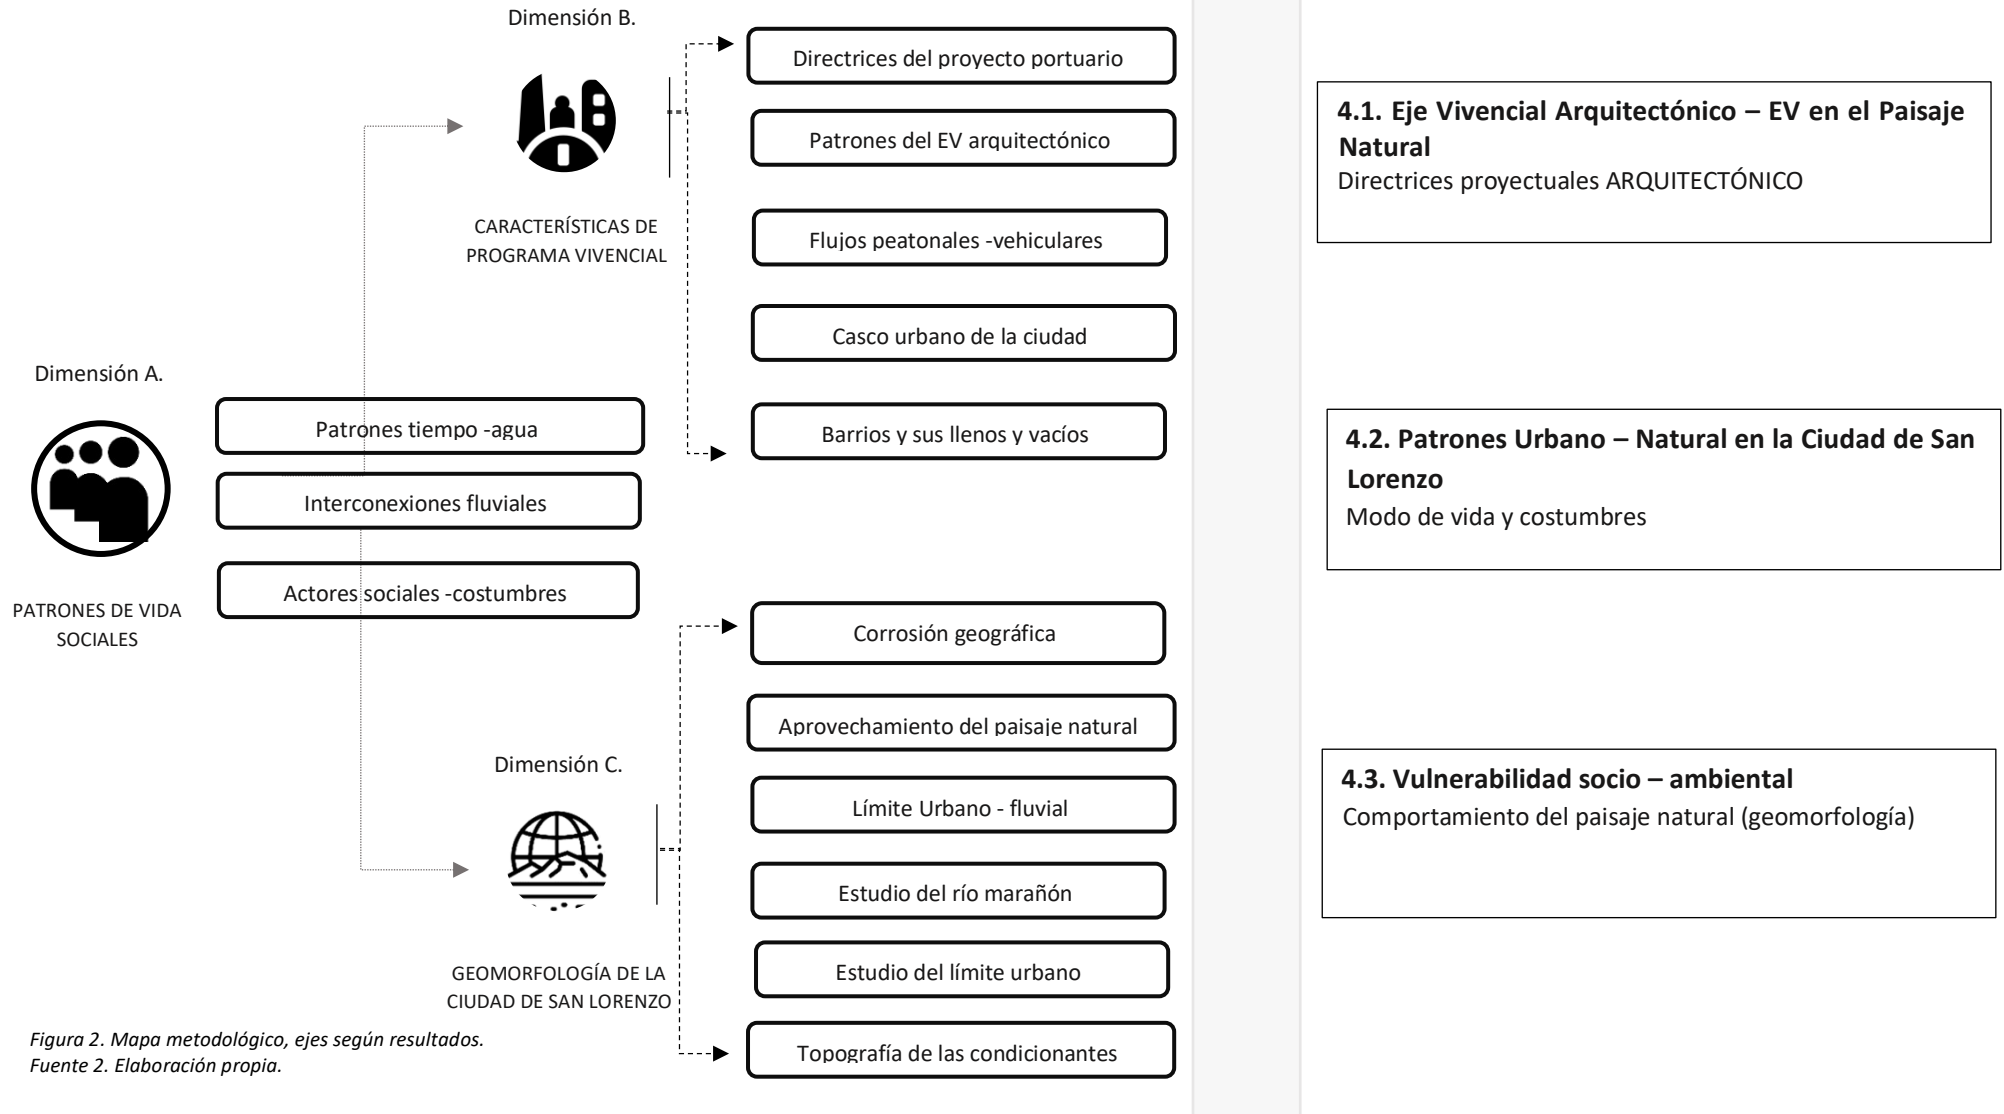 Dimensión B.
Directrices del proyecto portuario
Patrones del EV arquitectónico
CARACTERÍSTICAS DE
PROGRAMA VIVENCIAL
Flujos peatonales -vehiculares
Casco urbano de la ciudad
Barrios y sus llenos y vacíos
Dimensión A.
Patrones tiempo -agua
Interconexiones fluviales
Actores sociales -costumbres
PATRONES DE VIDA
SOCIALES
Corrosión geográfica
Aprovechamiento del paisaje natural
Dimensión C.
Límite Urbano - fluvial
Estudio del río marañón
Estudio del límite urbano
GEOMORFOLOGÍA DE LA
CIUDAD DE SAN LORENZO
Topografía de las condicionantes
Figura 2. Mapa metodológico, ejes según resultados.
Fuente 2. Elaboración propia.
4.1. Eje Vivencial Arquitectónico – EV en el Paisaje
Natural
Directrices proyectuales ARQUITECTÓNICO
4.2. Patrones Urbano – Natural en la Ciudad de San
Lorenzo
Modo de vida y costumbres
4.3. Vulnerabilidad socio – ambiental
Comportamiento del paisaje natural (geomorfología)